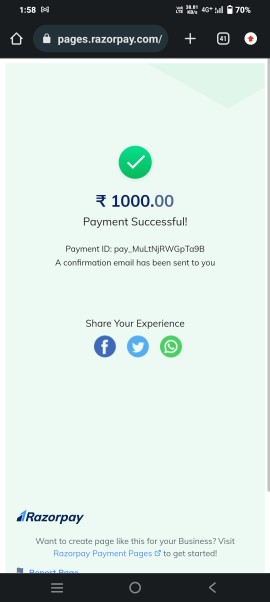 1:58
Vo) LTE 38.81 KB/s 4G+ 70%
pages.razorpay.com/
41
₹ 1000.00
Payment Successful!
Payment ID: pay_MuLtNjRWGpTa9B
A confirmation email has been sent to you
Share Your Experience
Razorpay
Want to create page like this for your Business? Visit
Razorpay Payment Pages to get started!
Report Page